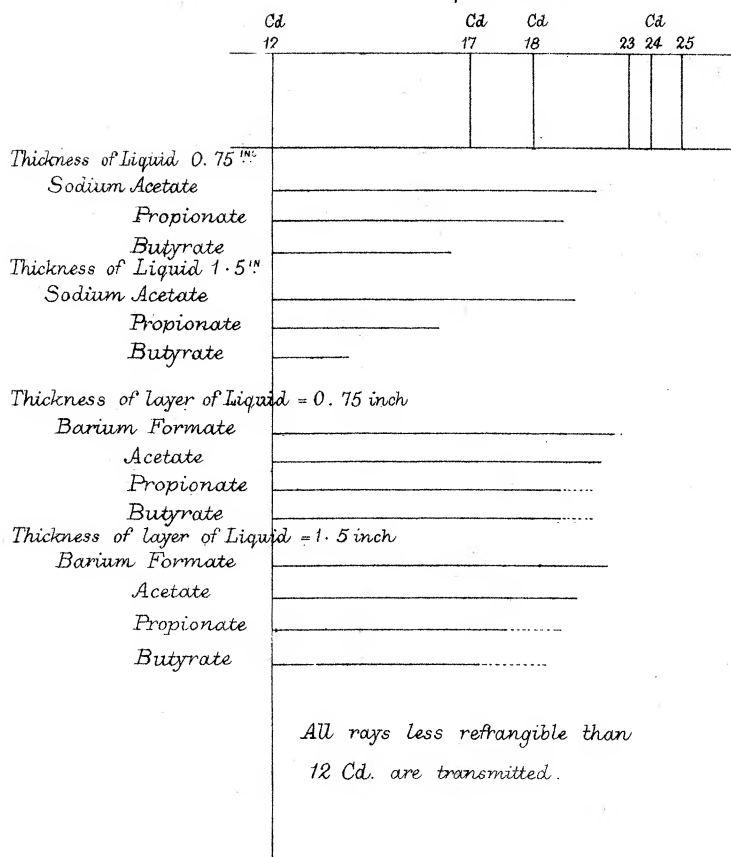 Cd Cd Cd Cd
12 17 18 23 24 25
Thickness of Liquid 0.75 INS
Sodium Acetate
Propionate
Butyrate
Thickness of Liquid 1.5 IN
Sodium Acetate
Propionate
Butyrate
Thickness of layer of Liquid = 0.75 inch
Barium Formate
Acetate
Propionate
Butyrate
Thickness of layer of Liquid = 1.5 inch
Barium Formate
Acetate
Propionate
Butyrate
All rays less refrangible than
12 Cd. are transmitted.